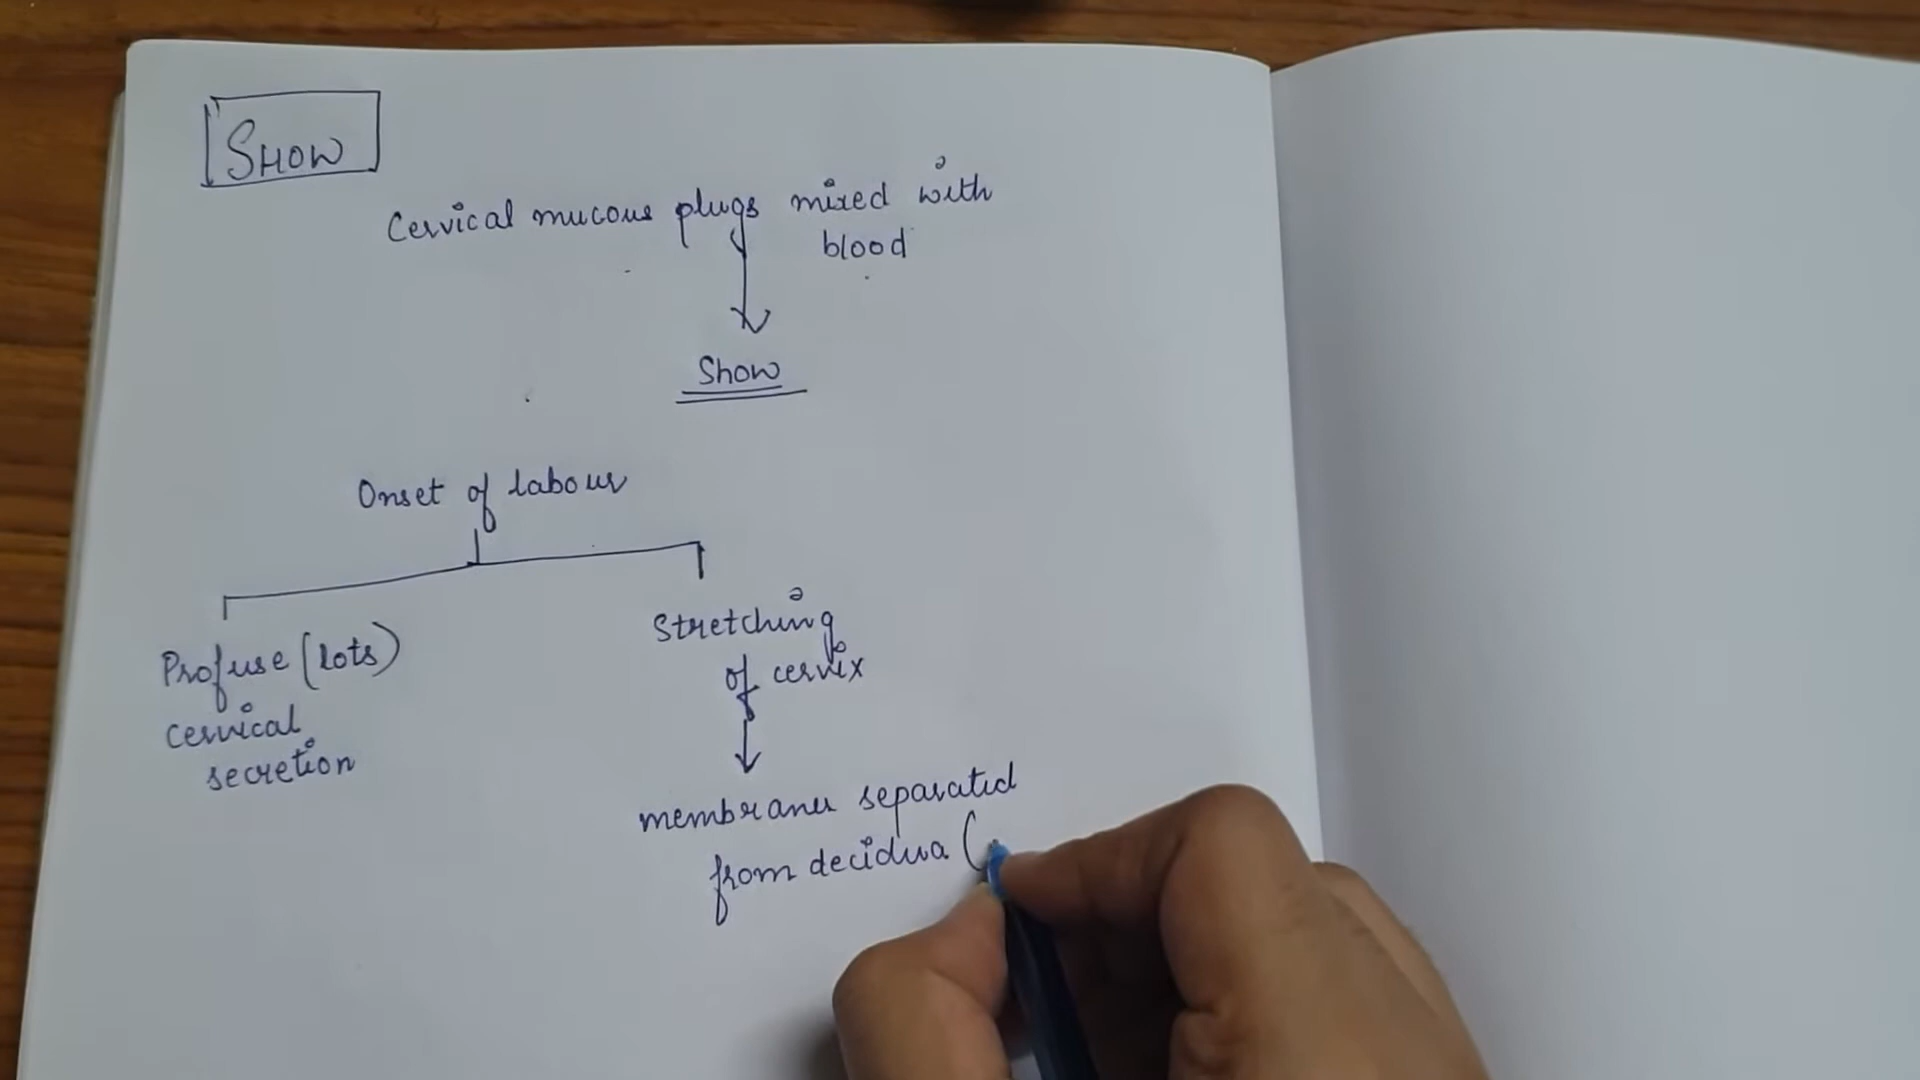 SHOW
Cervical mucous plugs mixed with
blood
Show
Onset of labour
Profuse (lots)
cervical
secretion
Stretching
of cervix
membranes separated
from decidua (